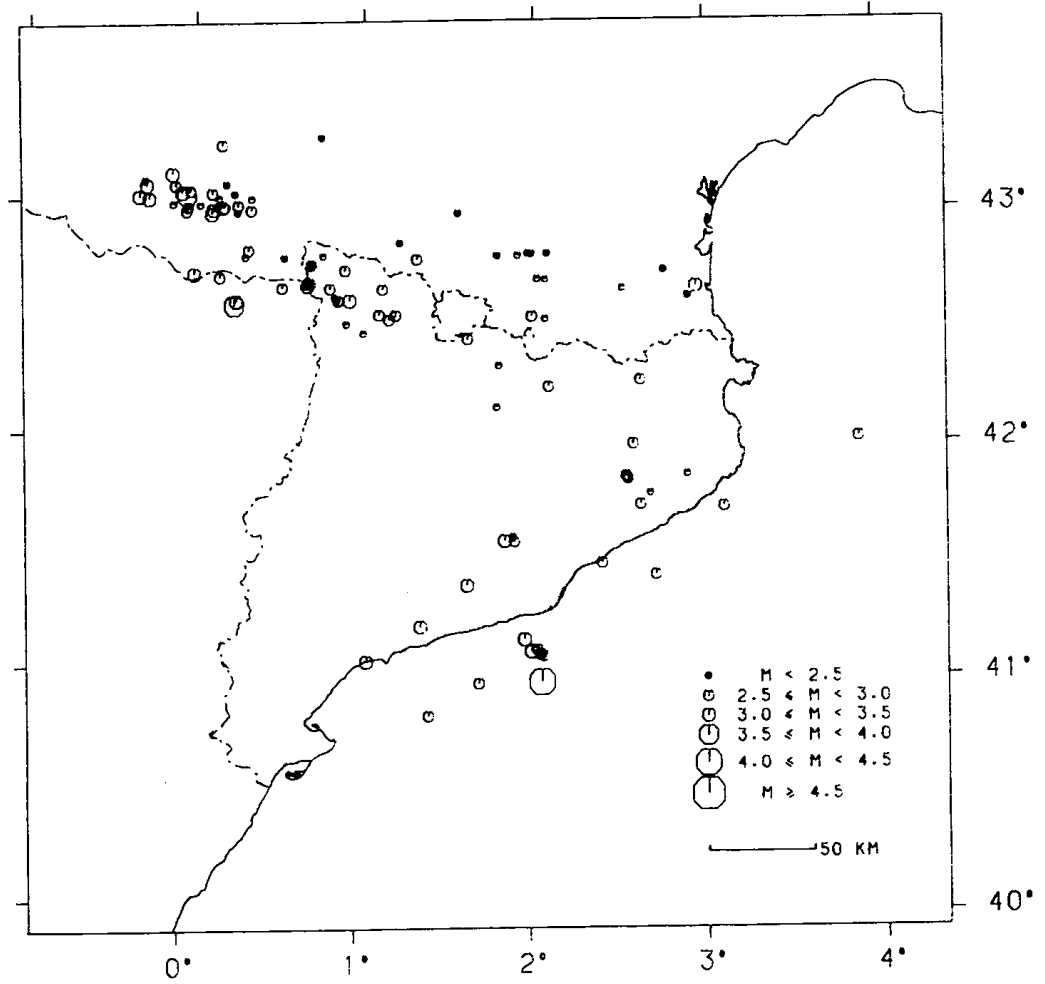 43°
42°
41°
M < 2.5
2.5 ≤ M < 3.0
3.0 ≤ M < 3.5
3.5 ≤ M < 4.0
4.0 ≤ M < 4.5
M ≥ 4.5
50 KM
40°
0° 1° 2° 3° 4°